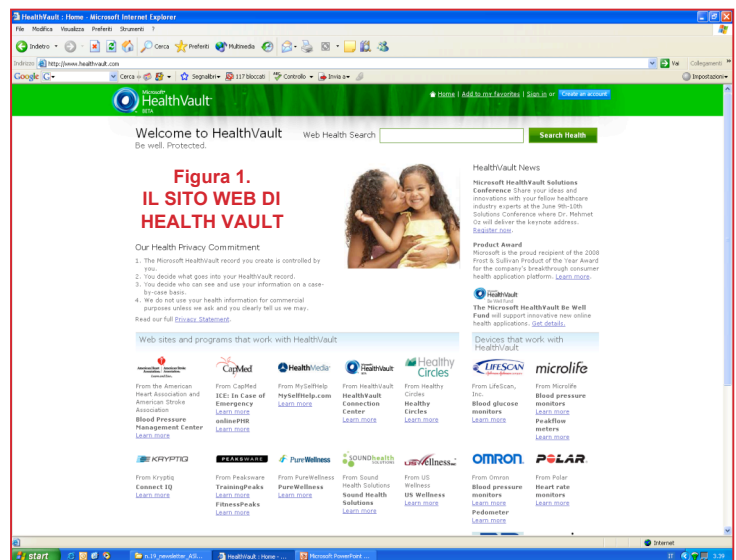 HealthVault : Home - Microsoft Internet Explorer
File Modifica Visualizza Preferiti Strumenti ?
Indietro Cerca Preferiti Multimedia
Indirizzo http://www.healthvault.com Vai Collegamenti
Google G Cerca Segnalibri 117 bloccati Controllo Invia a Impostazioni
Microsoft
HealthVault
BETA
Home | Add to my favorites | Sign in or Create an account
Welcome to HealthVault
Be well. Protected.
Web Health Search Search Health
Figura 1.
IL SITO WEB DI
HEALTH VAULT
Our Health Privacy Commitment
1. The Microsoft HealthVault record you create is controlled by
you.
2. You decide what goes into your HealthVault record.
3. You decide who can see and use your information on a case-
by-case basis.
4. We do not use your health information for commercial
purposes unless we ask and you clearly tell us we may.
Read our full Privacy Statement.
HealthVault News
Microsoft HealthVault Solutions
Conference Share your ideas and
innovations with your fellow healthcare
industry experts at the June 9th-10th
Solutions Conference where Dr. Mehmet
Oz will deliver the keynote address.
Register now.
Product Award
Microsoft is the proud recipient of the 2008
Frost & Sullivan Product of the Year Award
for the company's breakthrough consumer
health application platform. Learn more.
HealthVault
Be Well Fund
The Microsoft HealthVault Be Well
Fund will support innovative new online
health applications. Get details.
Web sites and programs that work with HealthVault
American Heart Association American Stroke Association
From the American
Heart Association and
American Stroke
Association
Blood Pressure
Management Center
Learn more
CapMed
From CapMed
ICE: In Case of
Emergency
Learn more
onlinePHR
Learn more
HealthMedia
From MySelfHelp
MySelfHelp.com
Learn more
HealthVault
From HealthVault
HealthVault
Connection
Center
Learn more
Healthy
Circles
From Healthy
Circles
Healthy
Circles
Learn more
Devices that work with
HealthVault
LIFESCAN
From LifeScan,
Inc.
Blood glucose
monitors
Learn more
microlife
From Microlife
Blood pressure
monitors
Learn more
Peakflow
meters
Learn more
KRYPTIQ
From Kryptiq
Connect IQ
Learn more
PEAKSWARE
From Peaksware
TrainingPeaks
Learn more
FitnessPeaks
Learn more
PureWellness
From PureWellness
PureWellness
Learn more
SOUNDhealth
SOLUTIONS
From Sound
Health Solutions
Sound Health
Solutions
Learn more
USWellness
From US
Wellness
US Wellness
Learn more
OMRON
From Omron
Blood pressure
monitors
Learn more
Pedometer
Learn more
POLAR
From Polar
Heart rate
monitors
Learn more
Internet
start n.19_newsletter_ASI... HealthVault : Home - ... Microsoft PowerPoint ... IT 3.38